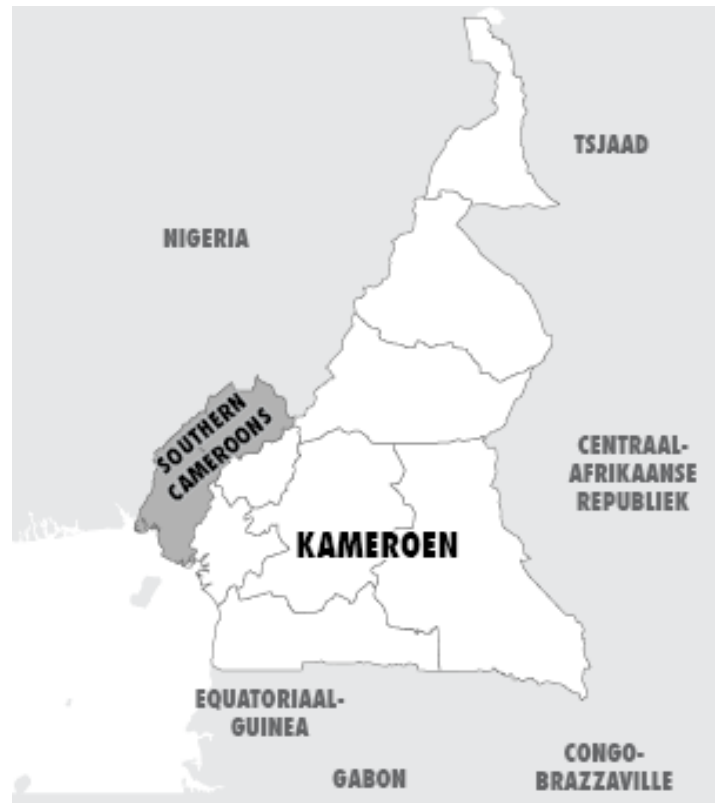 TSJAAD
NIGERIA
SOUTHERN
CAMEROONS
CENTRAAL-
AFRIKAANSE
REPUBLIEK
KAMEROEN
EQUATORIAAL-
GUINEA
GABON
CONGO-
BRAZZAVILLE